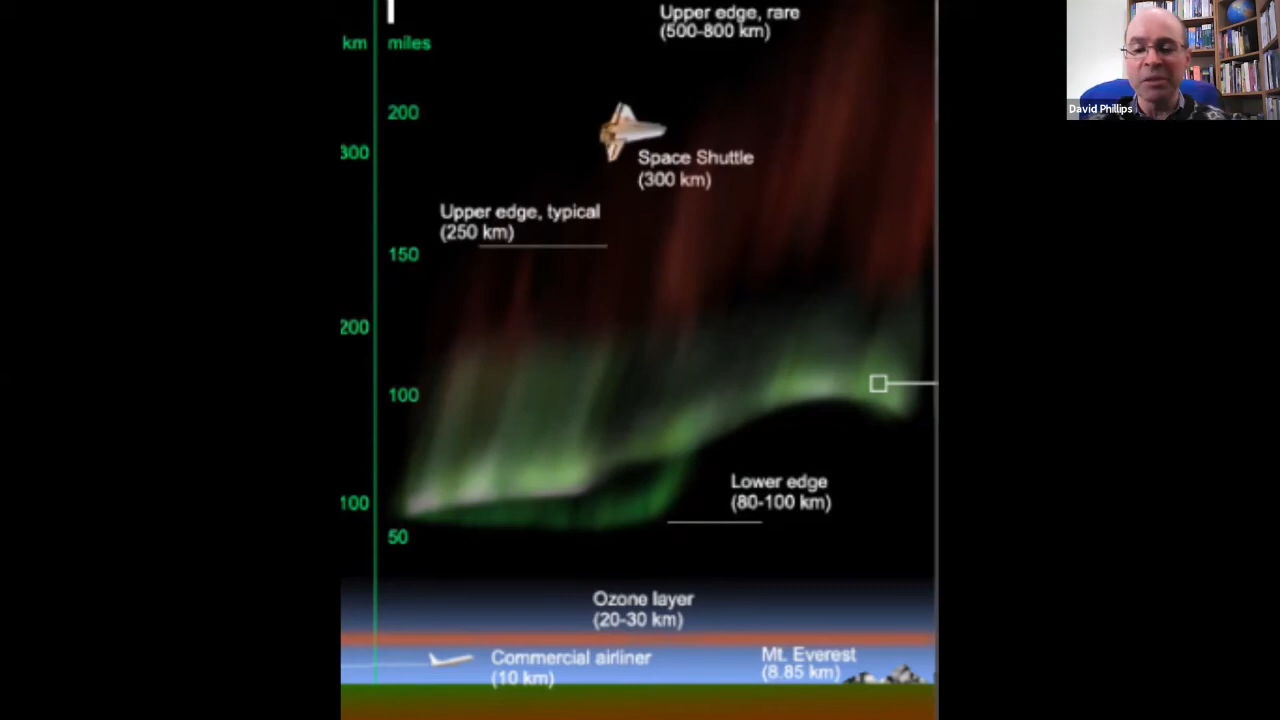 Upper edge, rare
(500-800 km)
km
miles
200
300
Space Shuttle
(300 km)
Upper edge, typical
(250 km)
150
200
100
Lower edge
(80-100 km)
100
50
Ozone layer
(20-30 km)
Commercial airliner
(10 km)
Mt. Everest
(8.85 km)
David Phillips